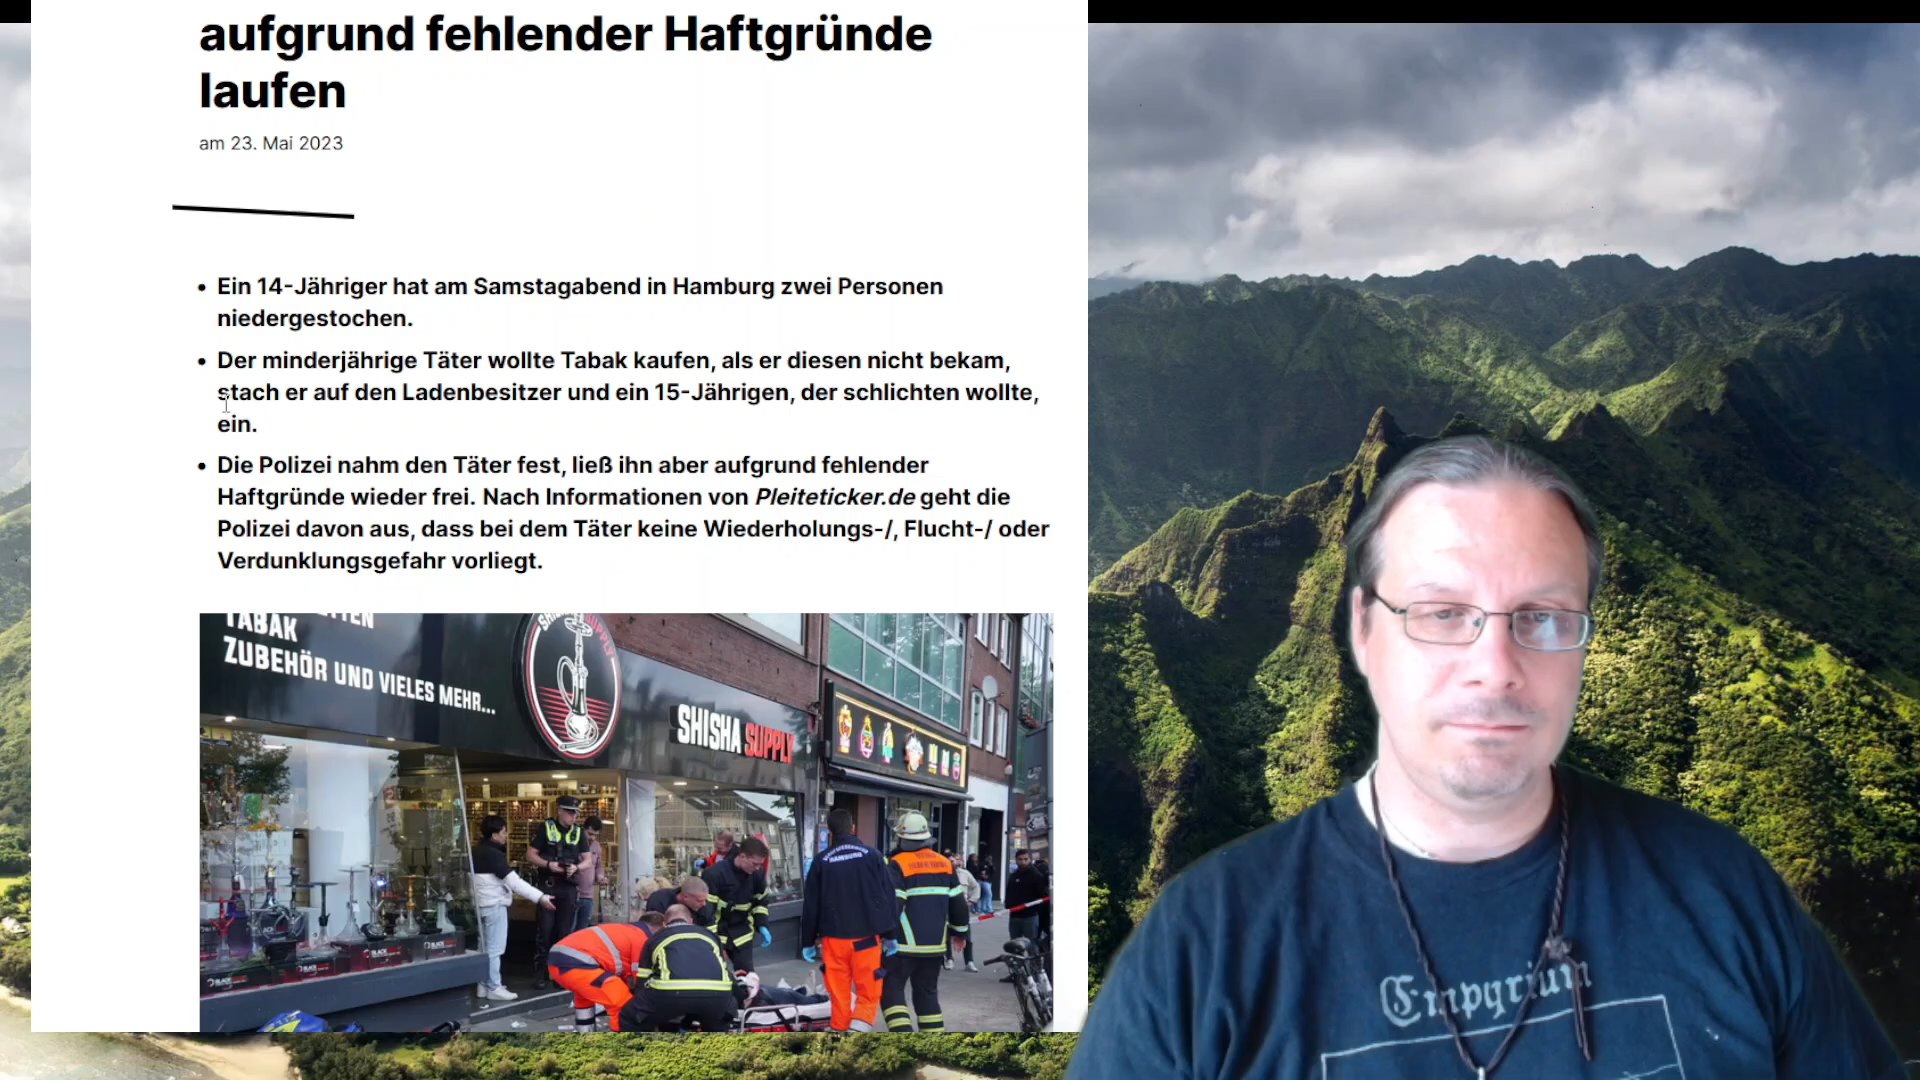 aufgrund fehlender Haftgründe
laufen
am 23. Mai 2023
• Ein 14-Jähriger hat am Samstagabend in Hamburg zwei Personen
niedergestochen.
• Der minderjährige Täter wollte Tabak kaufen, als er diesen nicht bekam,
stach er auf den Ladenbesitzer und ein 15-Jährigen, der schlichten wollte,
ein.
• Die Polizei nahm den Täter fest, ließ ihn aber aufgrund fehlender
Haftgründe wieder frei. Nach Informationen von Pleiteticker.de geht die
Polizei davon aus, dass bei dem Täter keine Wiederholungs-/, Flucht-/ oder
Verdunklungsgefahr vorliegt.
TABAK
ZUBEHÖR UND VIELES MEHR...
SHISHA SUPPLY
HAMBURG
Empyrium